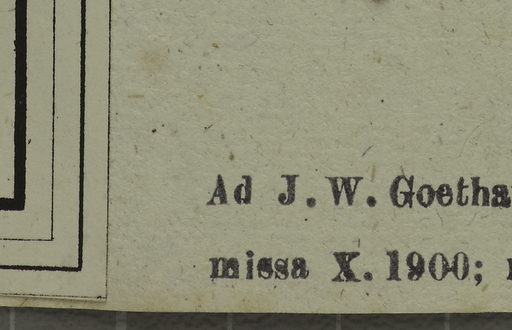 Ad J.W. Goetha
missa X.1900;